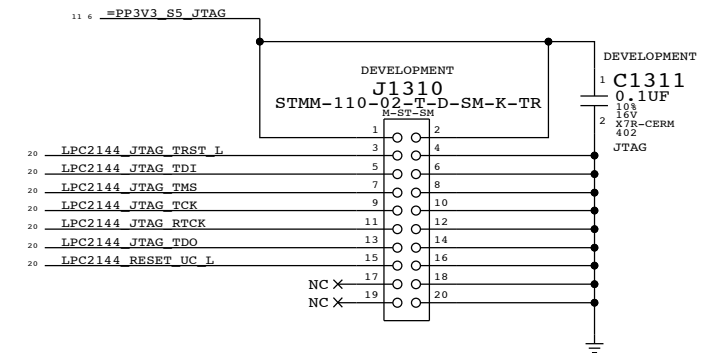 11 6 =PP3V3_S5_JTAG
DEVELOPMENT
DEVELOPMENT
J1310
STMM-110-02-T-D-SM-K-TR
M-ST-SM
1 C1311
0.1UF
10%
16V
2 X7R-CERM
402
JTAG
1 2
20 LPC2144_JTAG_TRST_L 3 4
20 LPC2144_JTAG_TDI 5 6
20 LPC2144_JTAG_TMS 7 8
20 LPC2144_JTAG_TCK 9 10
20 LPC2144_JTAG_RTCK 11 12
20 LPC2144_JTAG_TDO 13 14
20 LPC2144_RESET_UC_L 15 16
NC 17 18
NC 19 20